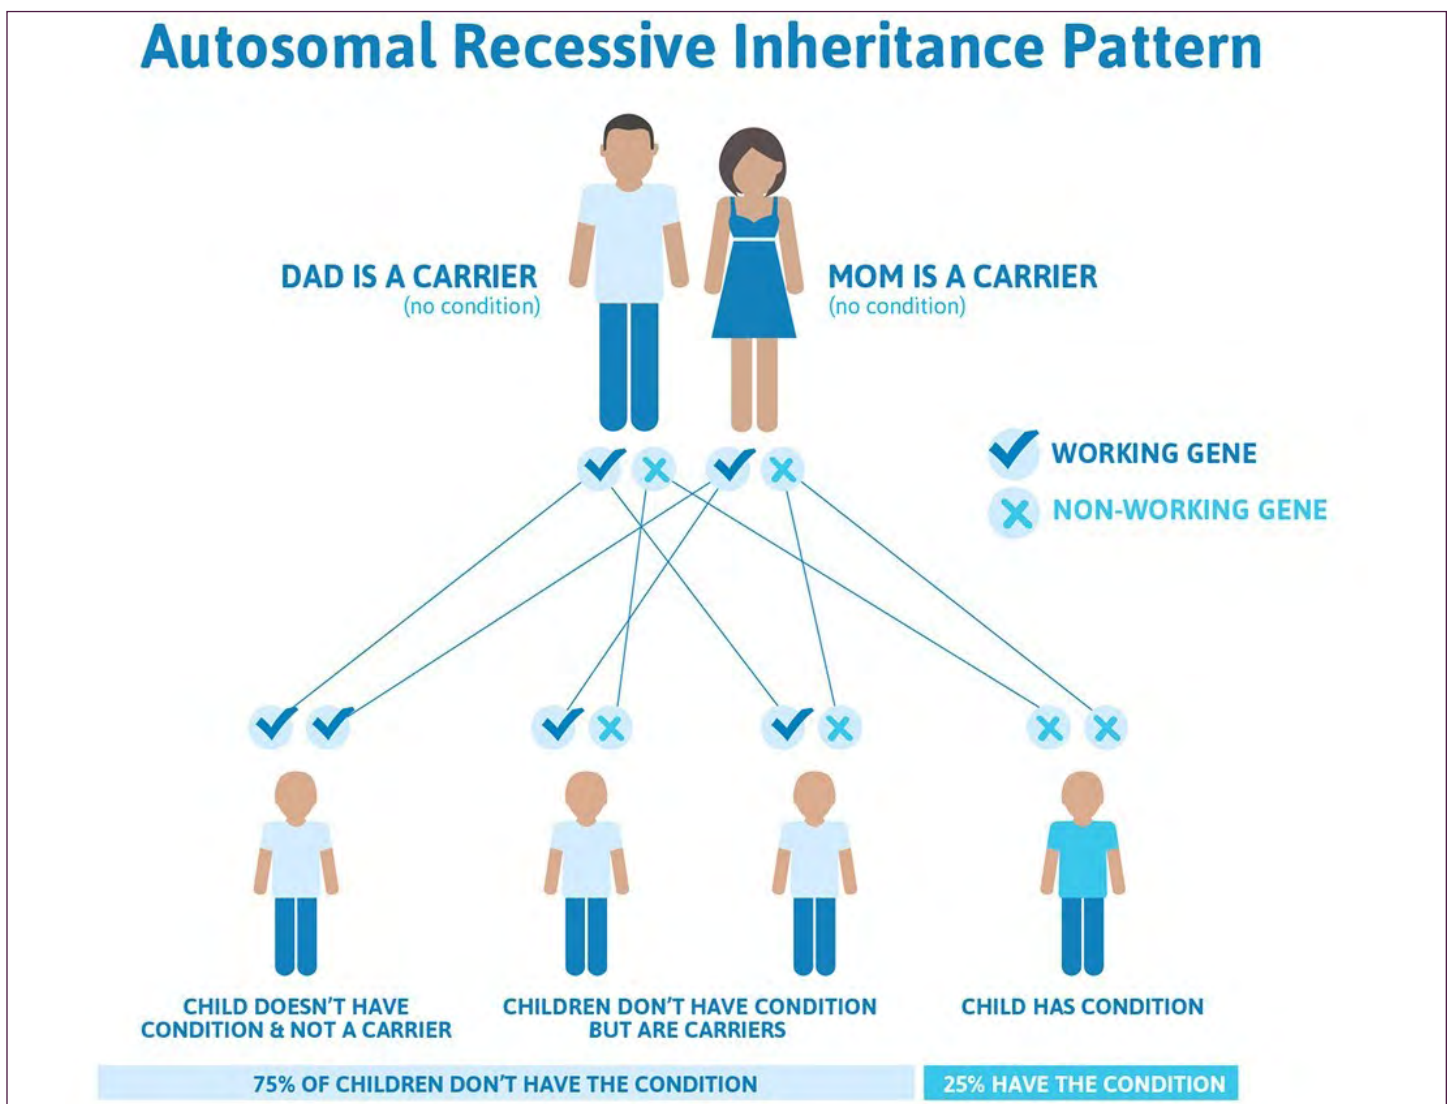 Autosomal Recessive Inheritance Pattern
DAD IS A CARRIER
(no condition)
MOM IS A CARRIER
(no condition)
WORKING GENE
NON-WORKING GENE
CHILD DOESN'T HAVE
CONDITION & NOT A CARRIER
CHILDREN DON'T HAVE CONDITION
BUT ARE CARRIERS
CHILD HAS CONDITION
75% OF CHILDREN DON'T HAVE THE CONDITION
25% HAVE THE CONDITION